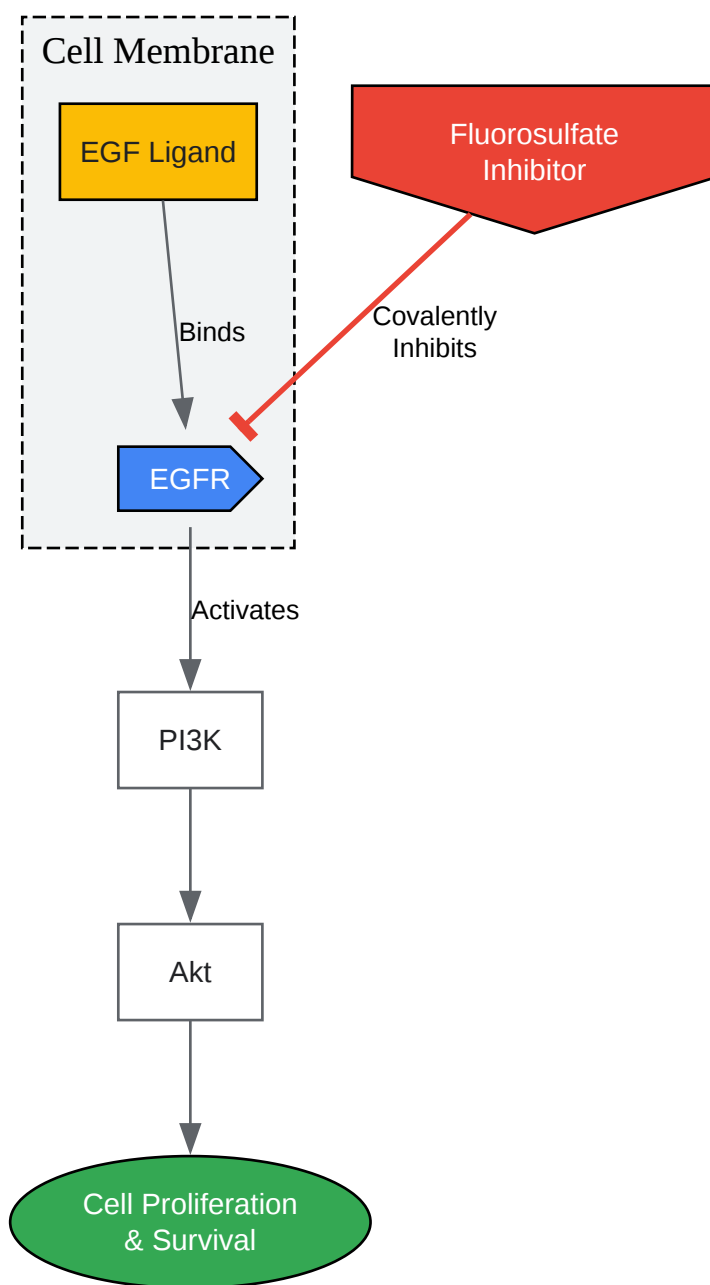 Cell Membrane
EGF Ligand
Fluorosulfate
Inhibitor
Binds
Covalently
Inhibits
EGFR
Activates
PI3K
Akt
Cell Proliferation
& Survival